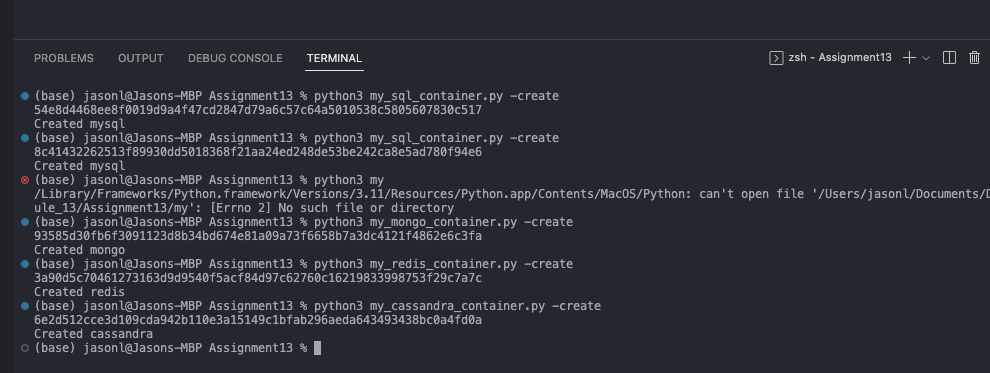 PROBLEMS OUTPUT DEBUG CONSOLE TERMINAL zsh - Assignment13
(base) jasonl@Jasons-MBP Assignment13 % python3 my_sql_container.py -create
54e8d4468ee8f0019d9a4f47cd2847d79a6c57c64a5010538c5805607830c517
Created mysql
(base) jasonl@Jasons-MBP Assignment13 % python3 my_sql_container.py -create
8c41432262513f89930dd5018368f21aa24ed248de53be242ca8e5ad780f94e6
Created mysql
(base) jasonl@Jasons-MBP Assignment13 % python3 my
/Library/Frameworks/Python.framework/Versions/3.11/Resources/Python.app/Contents/MacOS/Python: can't open file '/Users/jasonl/Documents/D
ule_13/Assignment13/my': [Errno 2] No such file or directory
(base) jasonl@Jasons-MBP Assignment13 % python3 my_mongo_container.py -create
93585d30fb6f3091123d8b34bd674e81a09a73f6658b7a3dc4121f4862e6c3fa
Created mongo
(base) jasonl@Jasons-MBP Assignment13 % python3 my_redis_container.py -create
3a90d5c70461273163d9d9540f5acf84d97c62760c16219833998753f29c7a7c
Created redis
(base) jasonl@Jasons-MBP Assignment13 % python3 my_cassandra_container.py -create
6e2d512cce3d109cda942b110e3a15149c1bfab296aeda643493438bc0a4fd0a
Created cassandra
(base) jasonl@Jasons-MBP Assignment13 %